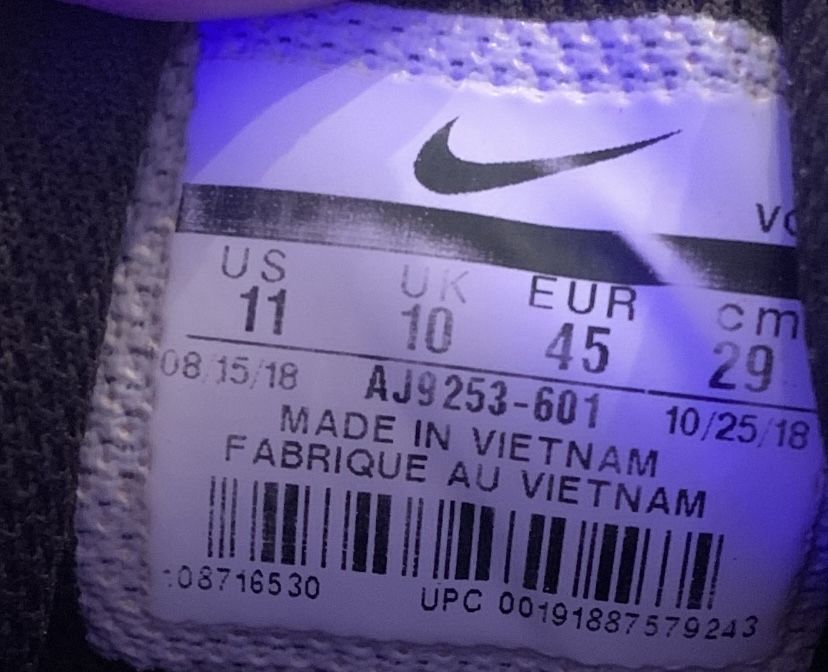 US UK EUR cm
11 10 45 29
08/15/18 AJ9253-601 10/25/18
MADE IN VIETNAM
FABRIQUE AU VIETNAM
08716530 UPC 00191887579243